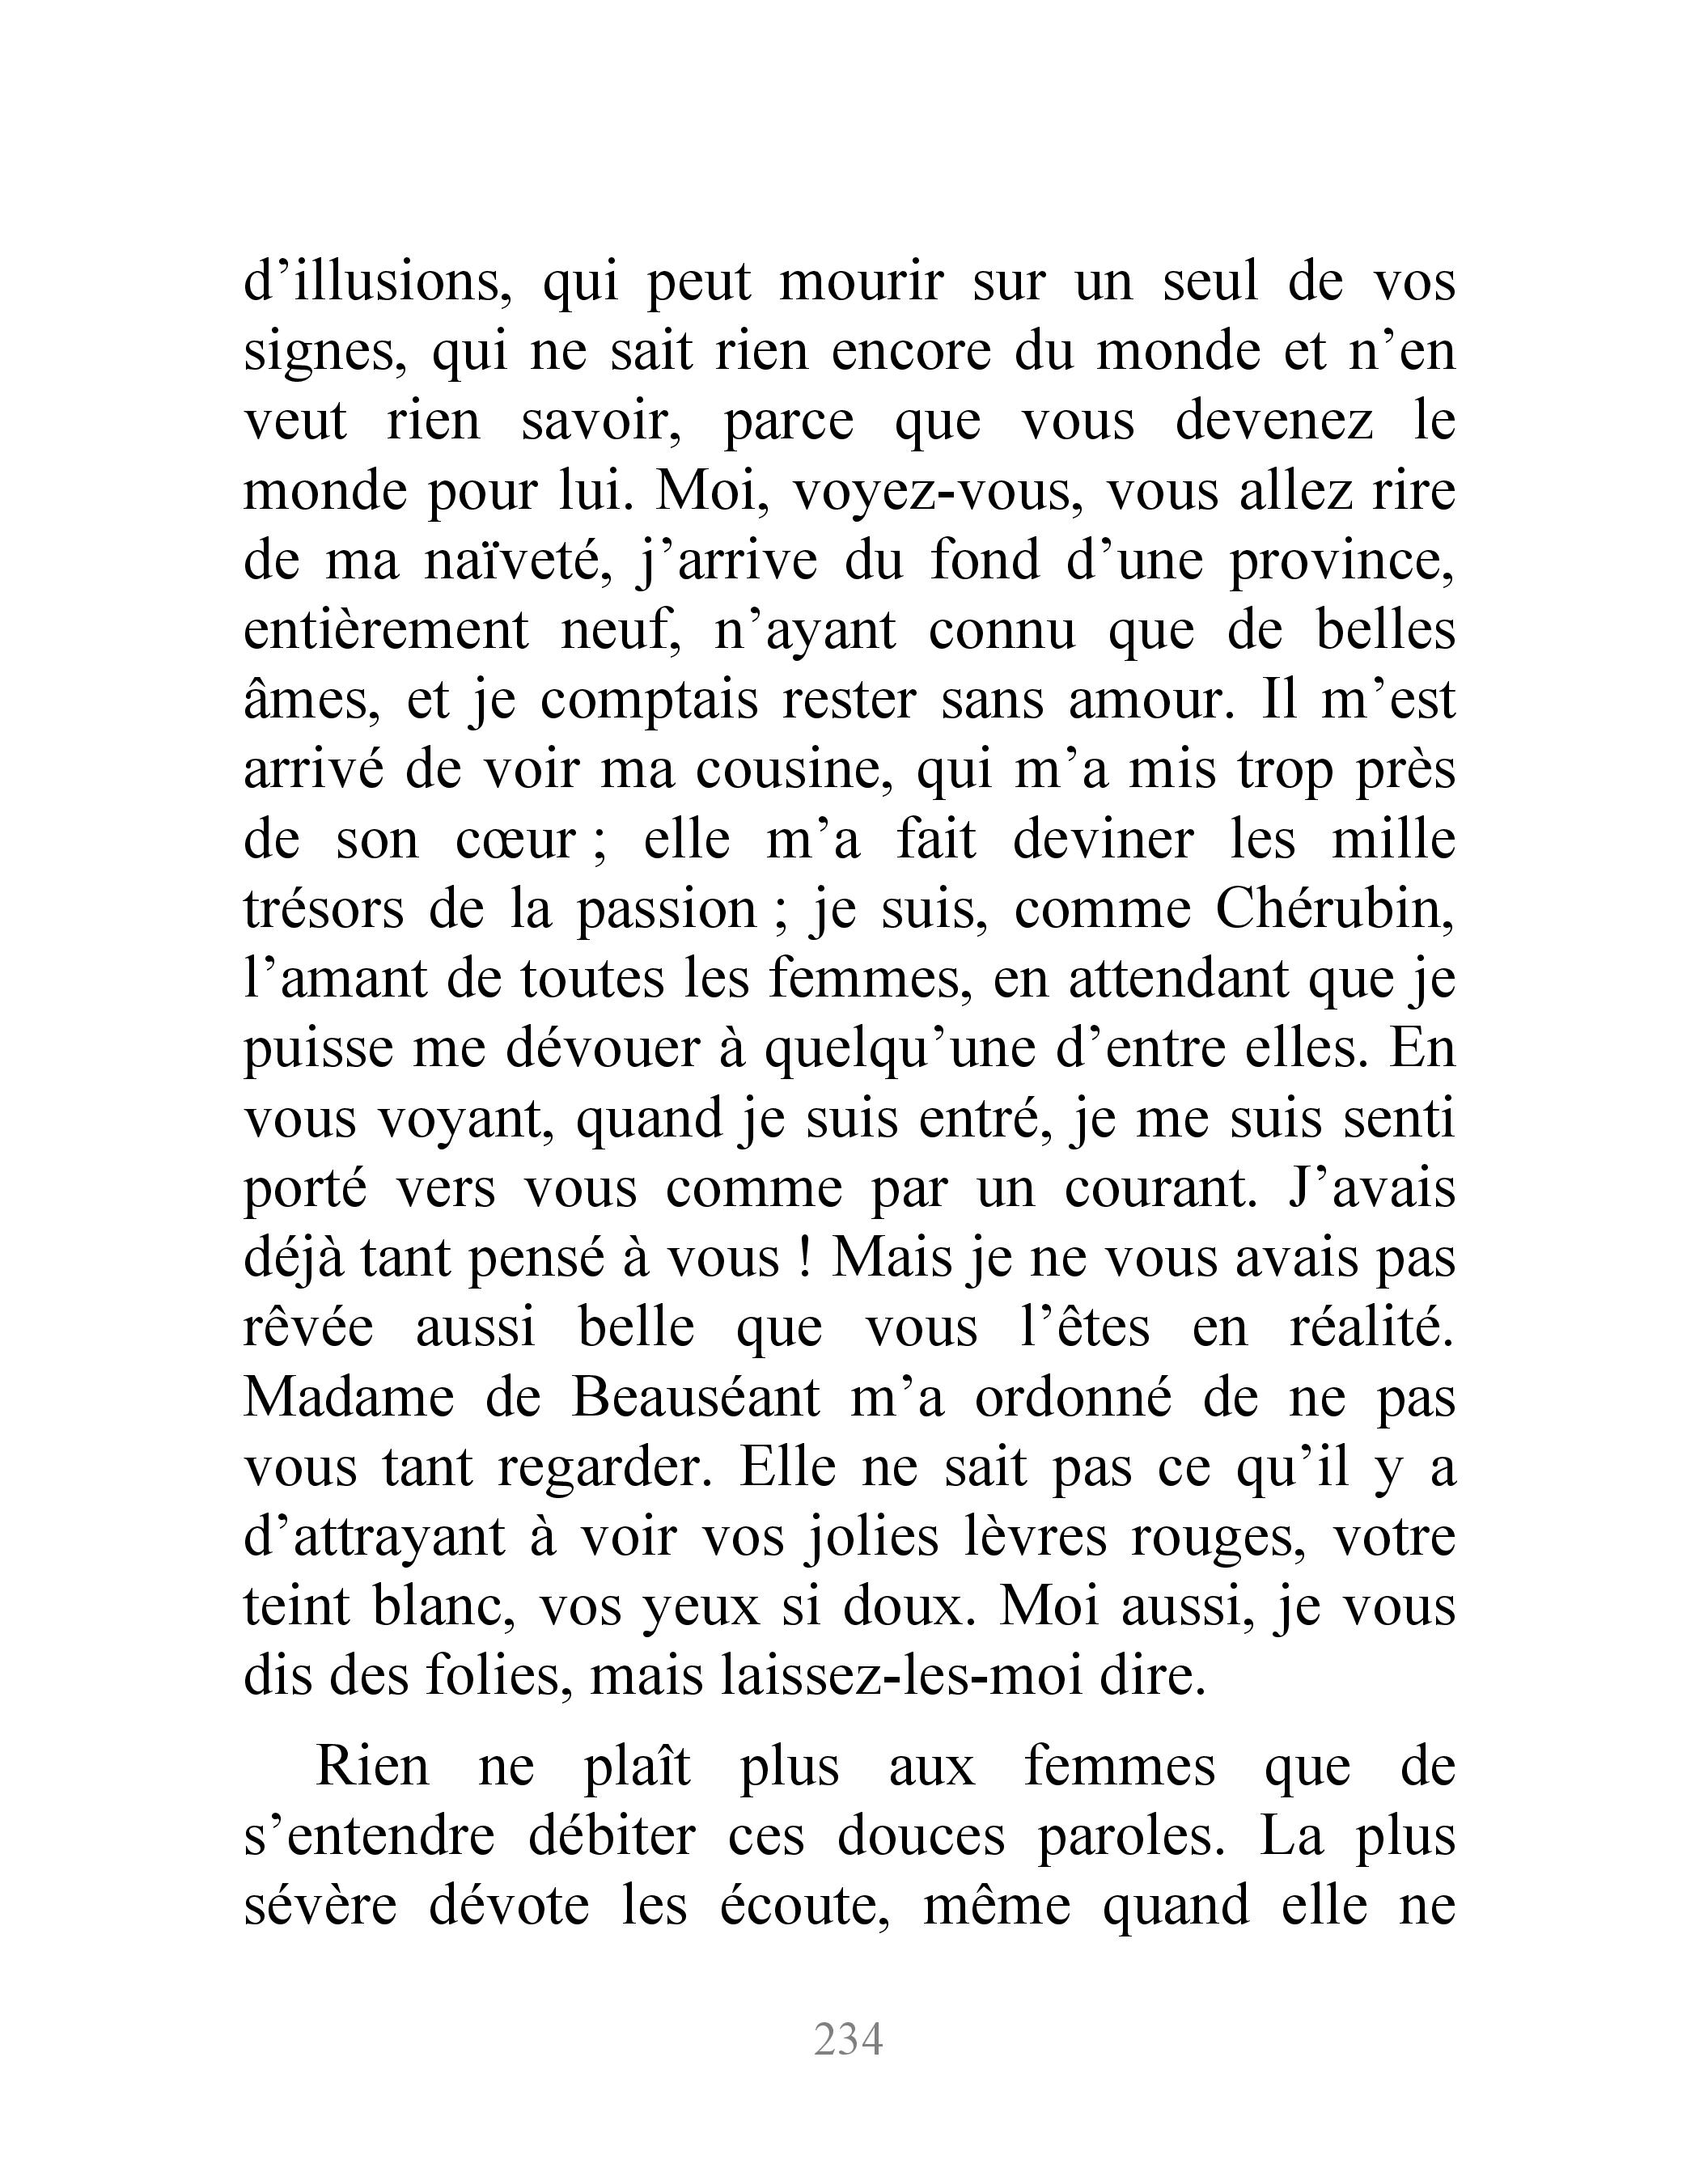 d’illusions, qui peut mourir sur un seul de vos
signes, qui ne sait rien encore du monde et n’en
veut rien savoir, parce que vous devenez le
monde pour lui. Moi, voyez-vous, vous allez rire
de ma naïveté, j’arrive du fond d’une province,
entièrement neuf, n’ayant connu que de belles
âmes, et je comptais rester sans amour. Il m’est
arrivé de voir ma cousine, qui m’a mis trop près
de son cœur ; elle m’a fait deviner les mille
trésors de la passion ; je suis, comme Chérubin,
l’amant de toutes les femmes, en attendant que je
puisse me dévouer à quelqu’une d’entre elles. En
vous voyant, quand je suis entré, je me suis senti
porté vers vous comme par un courant. J’avais
déjà tant pensé à vous ! Mais je ne vous avais pas
rêvée aussi belle que vous l’êtes en réalité.
Madame de Beauséant m’a ordonné de ne pas
vous tant regarder. Elle ne sait pas ce qu’il y a
d’attrayant à voir vos jolies lèvres rouges, votre
teint blanc, vos yeux si doux. Moi aussi, je vous
dis des folies, mais laissez-les-moi dire.
Rien ne plaît plus aux femmes que de
s’entendre débiter ces douces paroles. La plus
sévère dévote les écoute, même quand elle ne
234